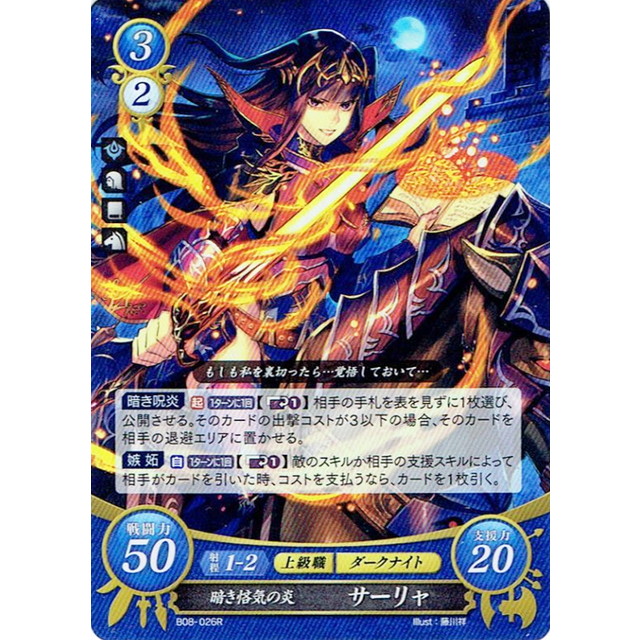 3
2
もしも私を裏切ったら…覚悟しておいて…
暗き呪炎 起 1ターンに1回 【 1】 相手の手札を表を見ずに1枚選び、
公開させる。そのカードの出撃コストが3以下の場合、そのカードを
相手の退避エリアに置かせる。
嫉妬 自 1ターンに1回 【 1】 敵のスキルか相手の支援スキルによって
相手がカードを引いた時、コストを支払うなら、カードを1枚引く。
戦闘力
50
射程 1-2 上級職 ダークナイト
支援力
20
暗き悋気の炎 サーリャ
B08-026R Illust：藤川祥